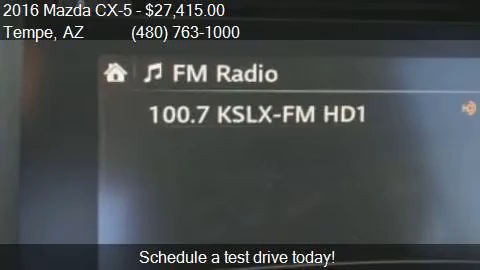 2016 Mazda CX-5 - $27,415.00
Tempe, AZ (480) 763-1000
FM Radio
100.7 KSLX-FM HD1
Schedule a test drive today!